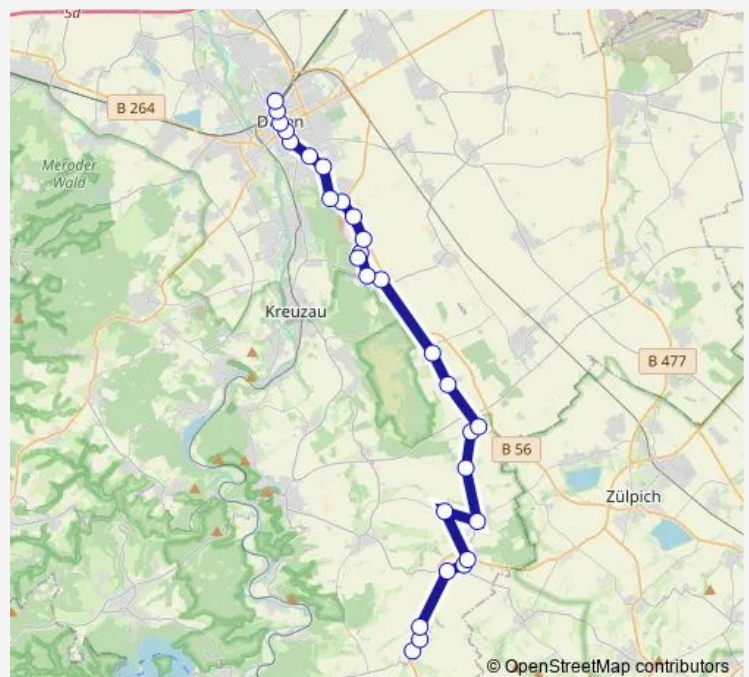 B 264
Meroder
Wald
Kreuzau
B 477
B 56
Zülpich
© OpenStreetMap contributors